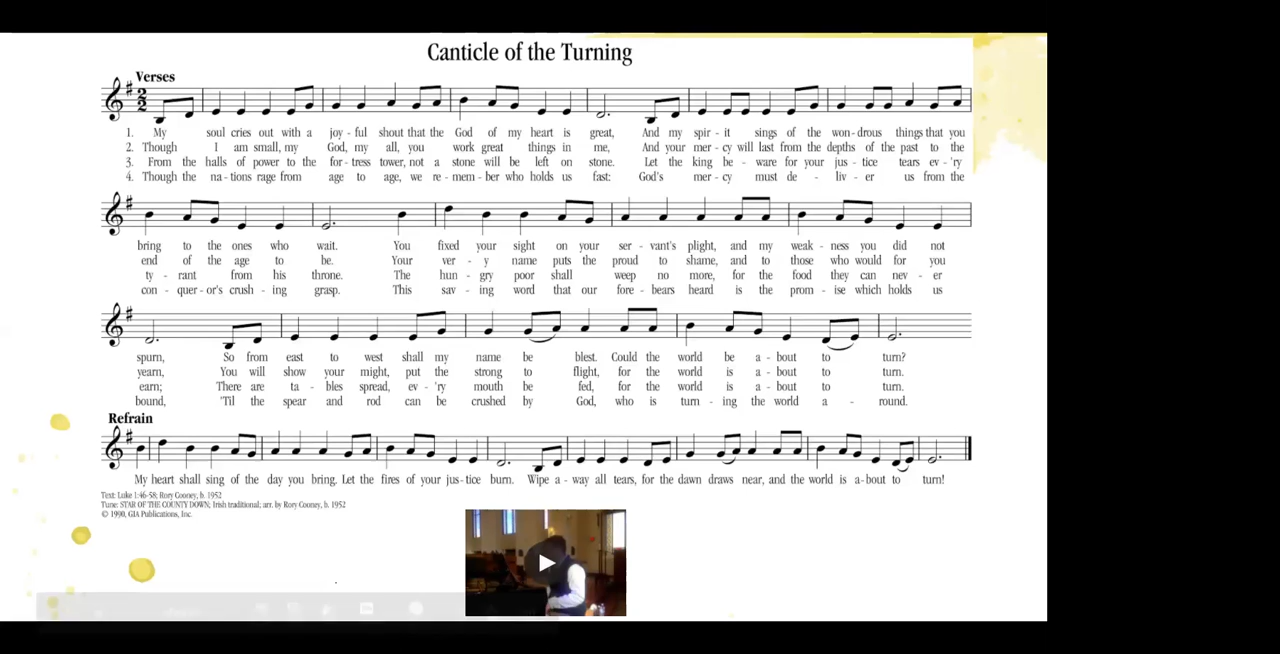 Canticle of the Turning
Verses
2
2
1. My soul cries out with a joy - ful shout that the God of my heart is great, And my spir - it sings of the won - drous things that you
2. Though I am small, my God, my all, you work great things in me, And your mer - cy will last from the depths of the past to the
3. From the halls of power to the for - tress tower, not a stone will be left on stone. Let the king be - ware for your jus - tice tears ev - 'ry
4. Though the na - tions rage from age to age, we re - mem - ber who holds us fast: God's mer - cy must de - liv - er us from the
bring to the ones who wait. You fixed your sight on your ser - vant's plight, and my weak - ness you did not
end of the age to be. Your ver - y name puts the proud to shame, and to those who would for you
ty - rant from his throne. The hun - gry poor shall weep no more, for the food they can nev - er
con - quer - or's crush - ing grasp. This sav - ing word that our fore - bears heard is the prom - ise which holds us
spurn, So from east to west shall my name be blest. Could the world be a - bout to turn?
yearn, You will show your might, put the strong to flight, for the world is a - bout to turn.
earn; There are ta - bles spread, ev - 'ry mouth be fed, for the world is a - bout to turn.
bound, 'Til the spear and rod can be crushed by God, who is turn - ing the world a - round.
Refrain
My heart shall sing of the day you bring. Let the fires of your jus - tice burn. Wipe a - way all tears, for the dawn draws near, and the world is a - bout to turn!
Text: Luke 1:46-58; Rory Cooney, b. 1952
Tune: STAR OF THE COUNTY DOWN; Irish traditional; arr. by Rory Cooney, b. 1952
© 1990, GIA Publications, Inc.